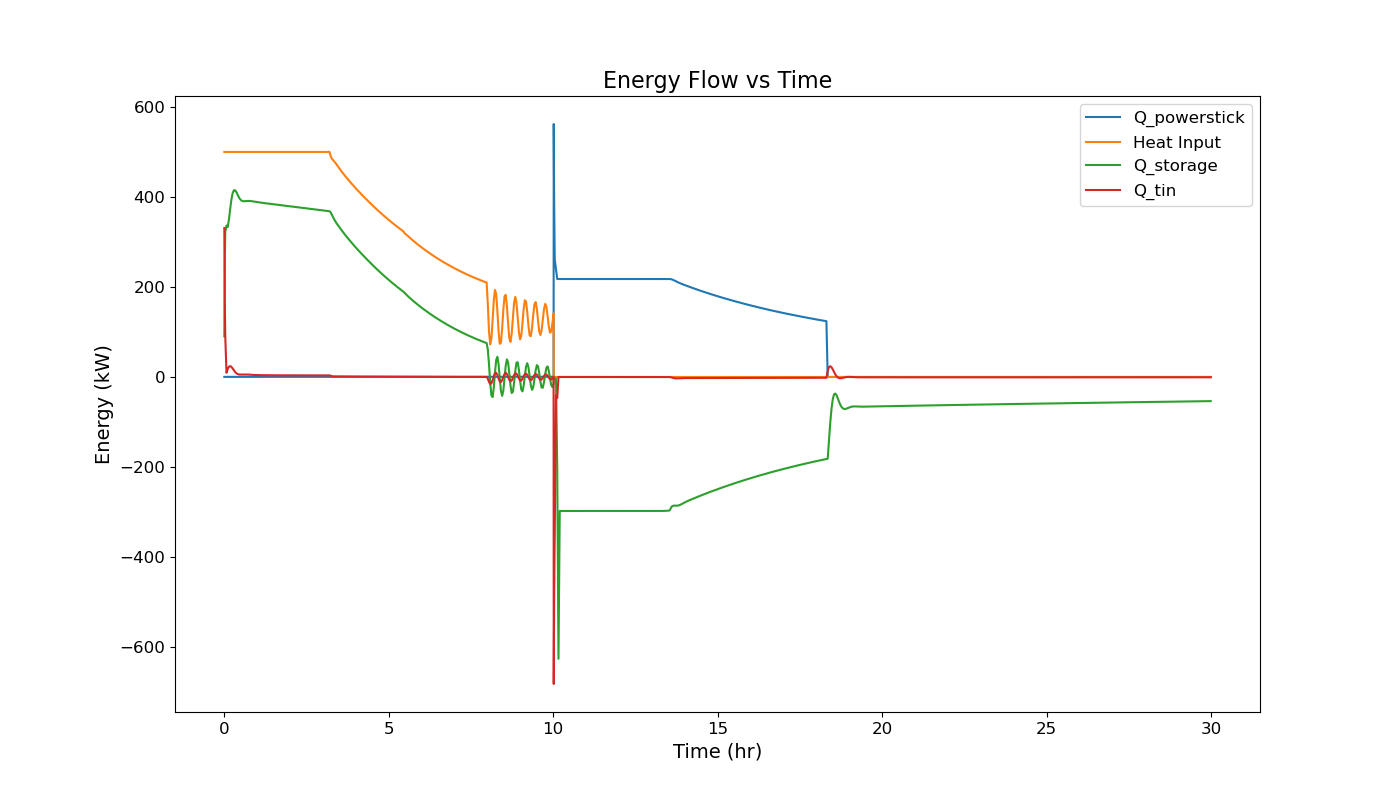 Energy Flow vs Time
Q_powerstick
Heat Input
Q_storage
Q_tin
Energy (kW)
600
400
200
0
−200
−400
−600
0 5 10 15 20 25 30
Time (hr)